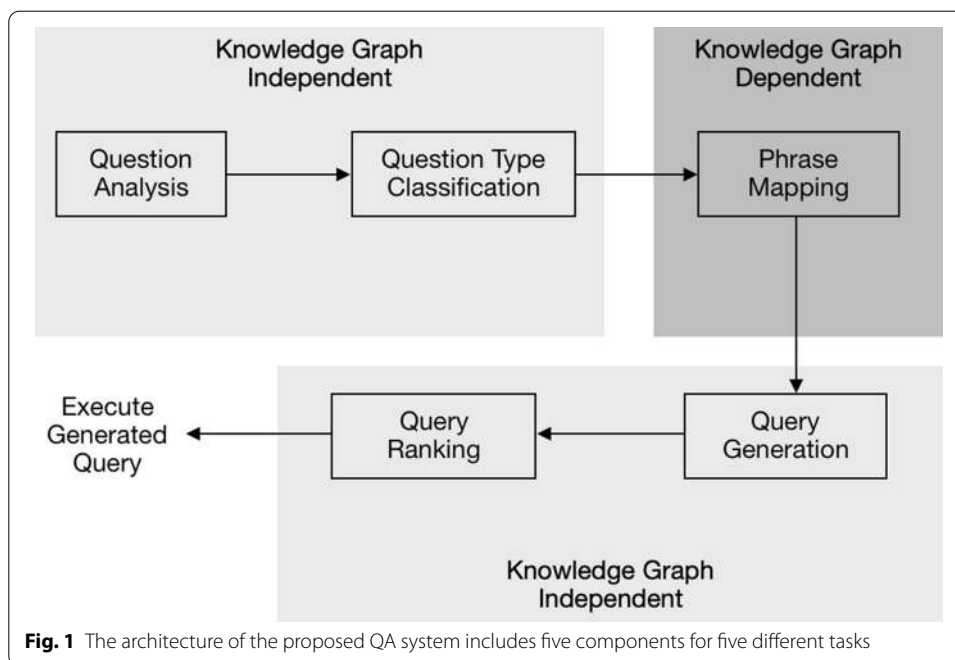 Knowledge Graph
Independent
Knowledge Graph
Dependent
Question
Analysis
Question Type
Classification
Phrase
Mapping
Execute
Generated
Query
Query
Ranking
Query
Generation
Knowledge Graph
Independent
Fig. 1 The architecture of the proposed QA system includes five components for five different tasks